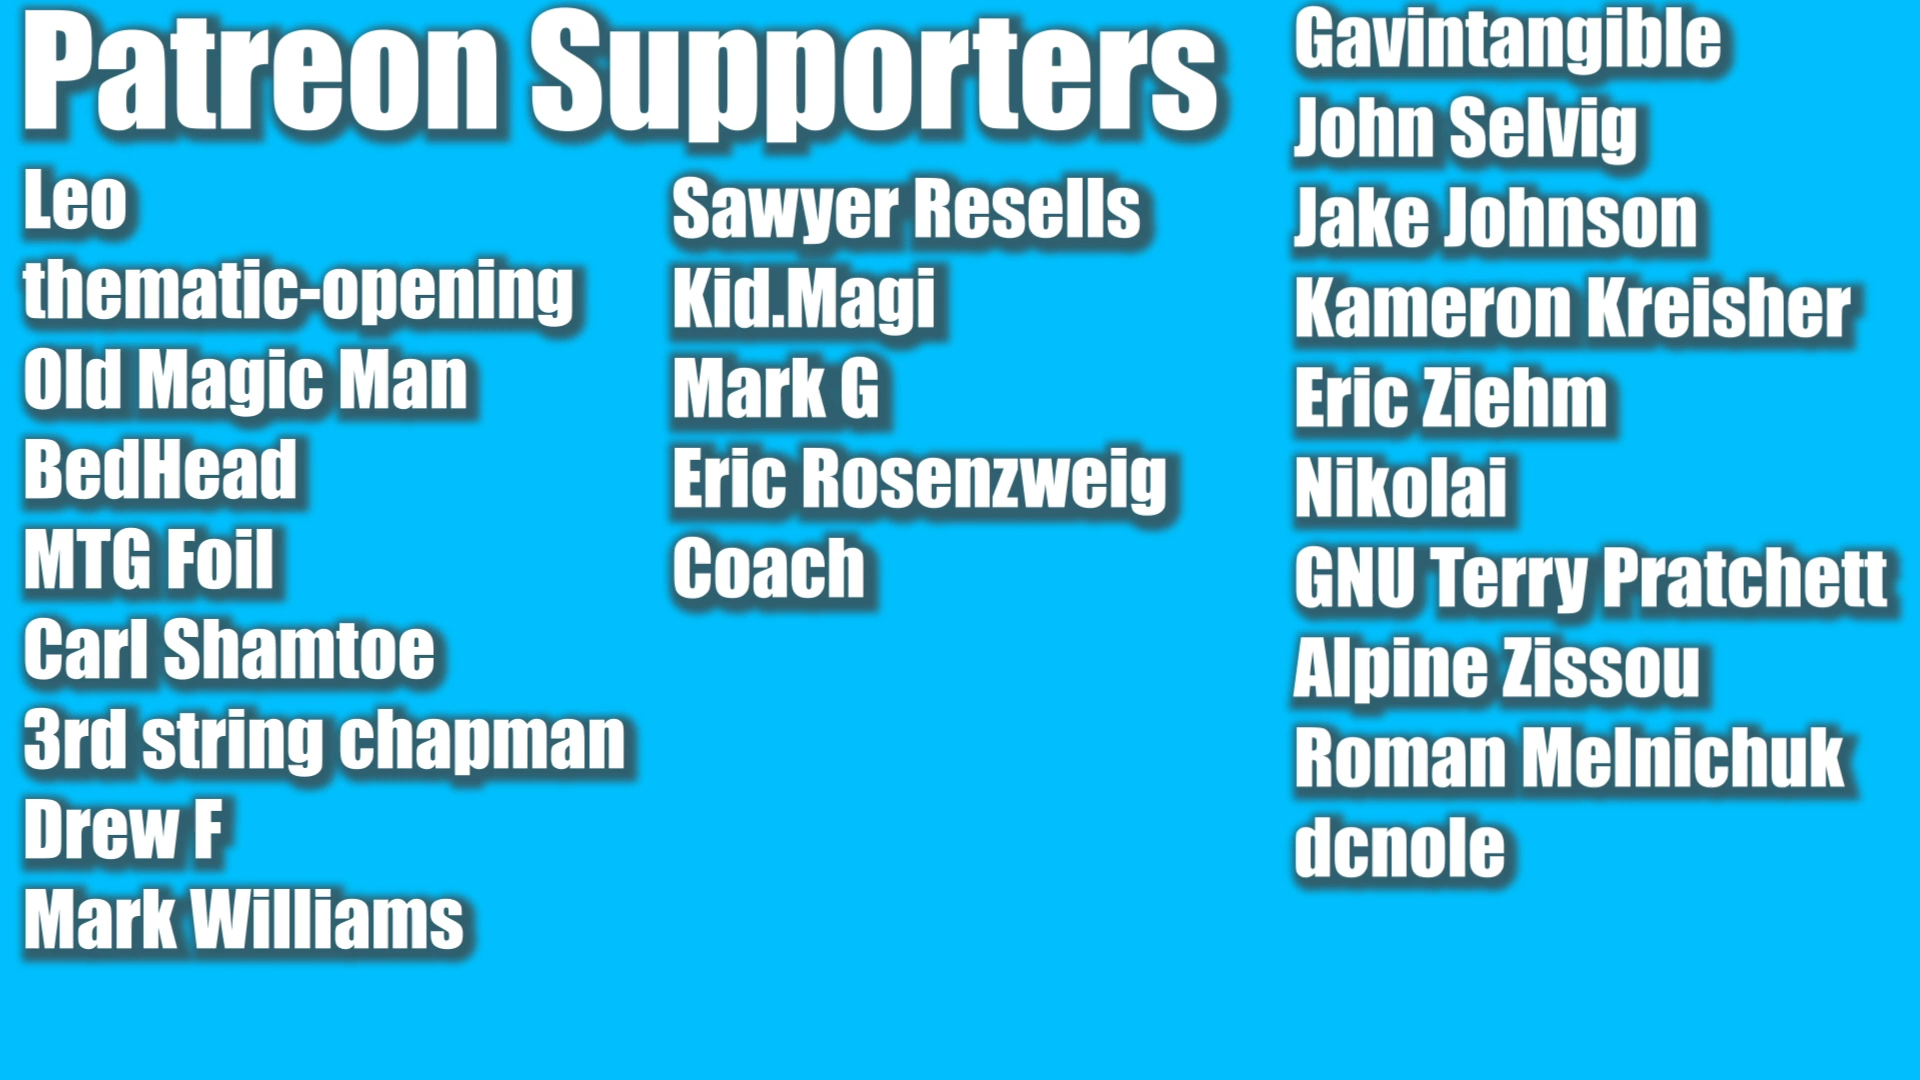 Patreon Supporters
Leo
thematic-opening
Old Magic Man
BedHead
MTG Foil
Carl Shamtoe
3rd string chapman
Drew F
Mark Williams
Sawyer Resells
Kid.Magi
Mark G
Eric Rosenzweig
Coach
Gavintangible
John Selvig
Jake Johnson
Kameron Kreisher
Eric Ziehm
Nikolai
GNU Terry Pratchett
Alpine Zissou
Roman Melnichuk
dcnole